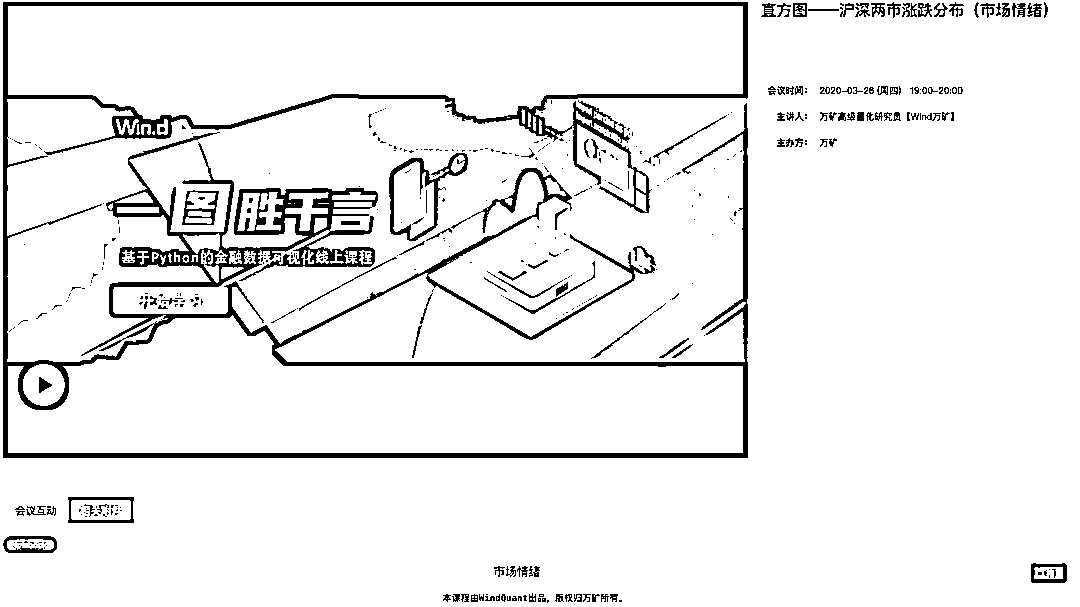 直方图——沪深两市涨跌分布（市场情绪）
会议时间： 2020-03-26 (周四) 19:00-20:00
主讲人： 万矿高级量化研究员【Wind万矿】
主办方： 万矿
Win.d
图胜千言
基于Python的金融数据可视化线上课程
会议互动 相关附件
市场情绪
本课程由WindQuant出品，版权归万矿所有。